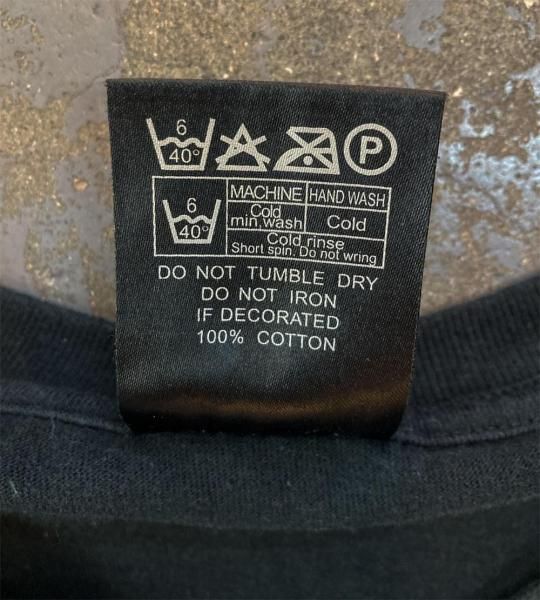 6 40° P
6 40°
MACHINE HAND WASH
Cold min.wash Cold
Cold rinse
Short spin. Do not wring
DO NOT TUMBLE DRY
DO NOT IRON
IF DECORATED
100% COTTON